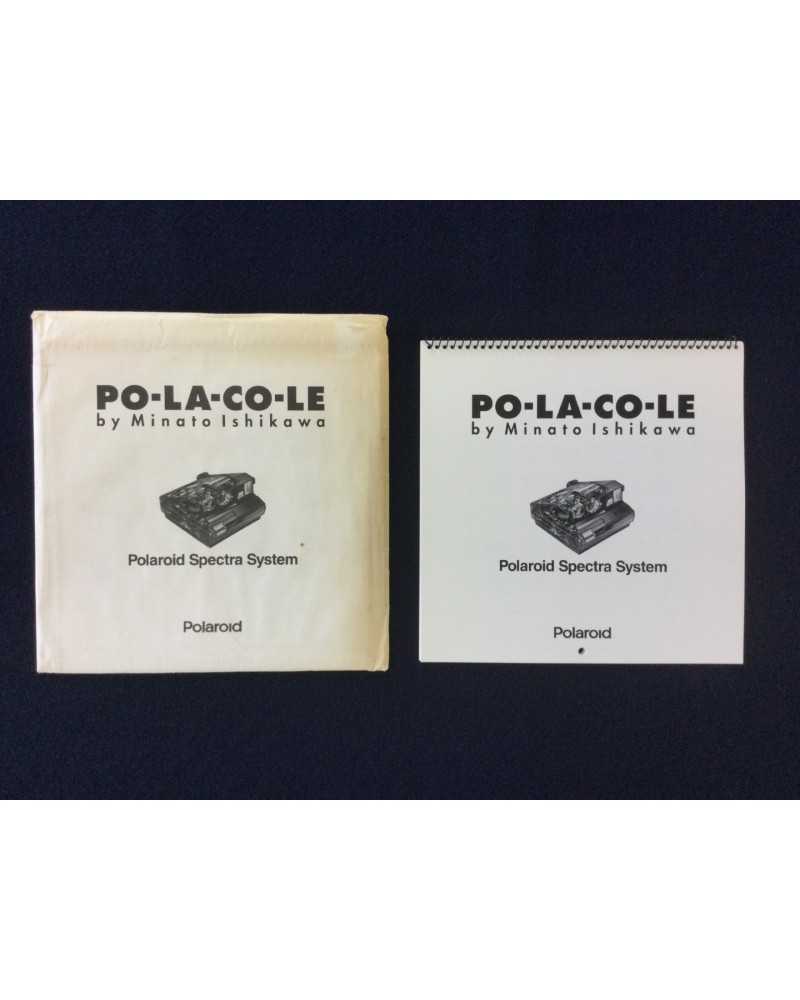 PO-LA-CO-LE
by Minato Ishikawa
Polaroid Spectra System
Polaroid
PO-LA-CO-LE
by Minato Ishikawa
Polaroid Spectra System
Polaroid